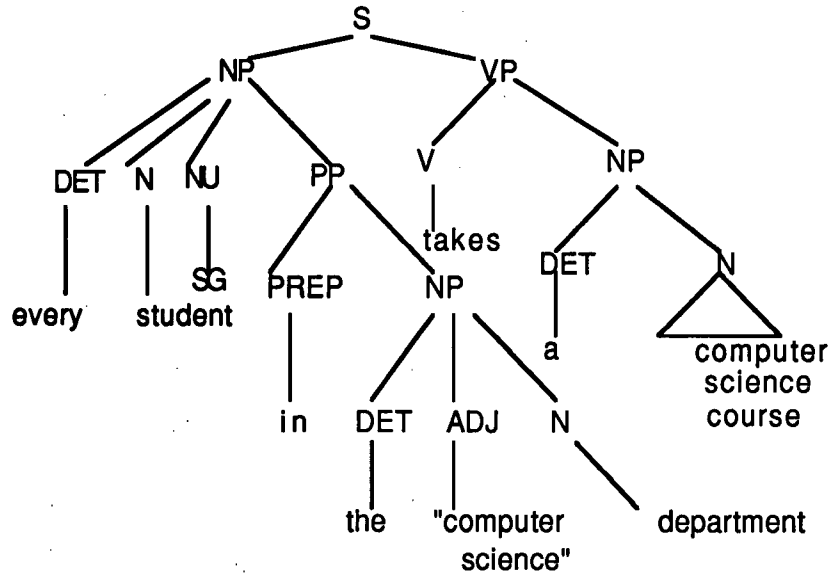 S
NP VP
DET N NU PP V NP
takes
SG PREP NP DET N
every student
a computer
science
in DET ADJ N course
the "computer department
science"